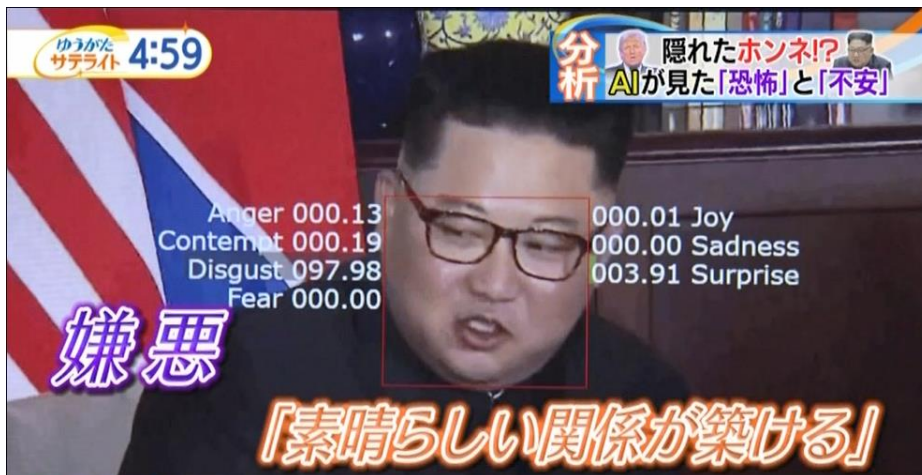 ゆうがた
サテライト 4:59
分析
隠れたホンネ!?
AIが見た「恐怖」と「不安」
Anger 000.13
Contempt 000.19
Disgust 097.98
Fear 000.00
000.01 Joy
000.00 Sadness
003.91 Surprise
嫌悪
「素晴らしい関係が築ける」